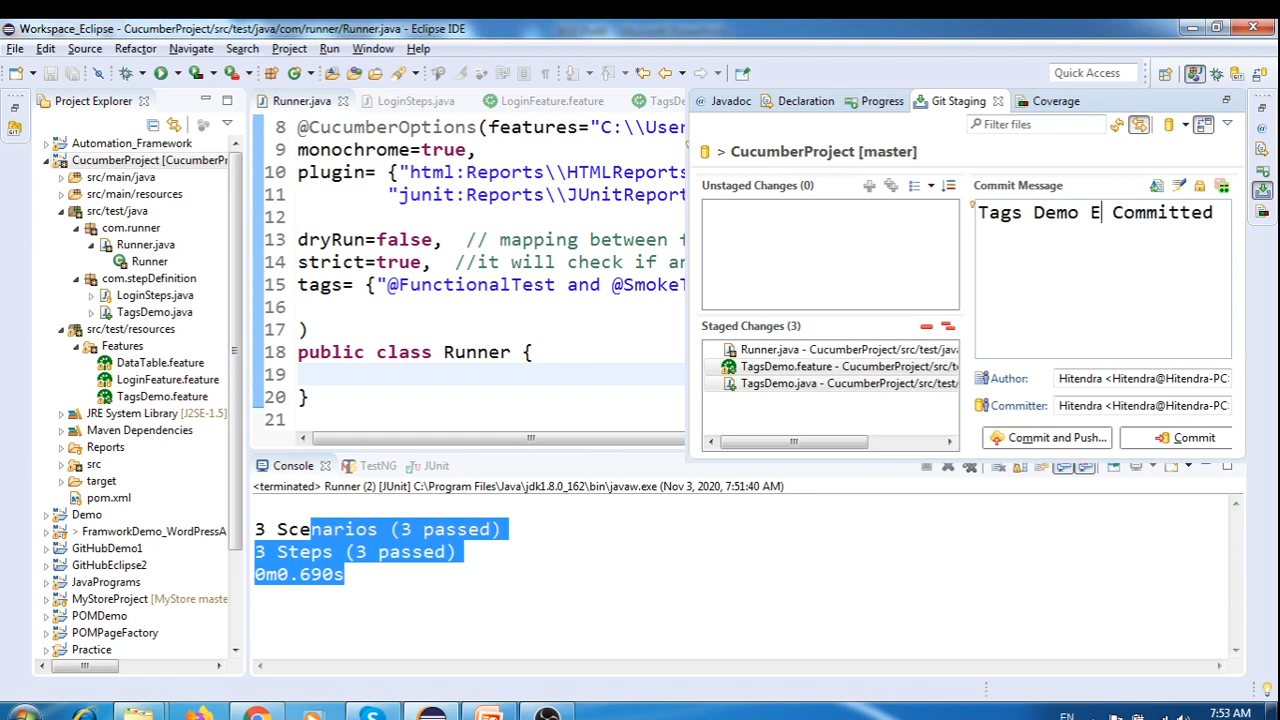 Workspace_Eclipse - CucumberProject/src/test/java/com/runner/Runner.java - Eclipse IDE
File Edit Source Refactor Navigate Search Project Run Window Help
Quick Access
Project Explorer
Automation_Framework
CucumberProject [CucumberPr
src/main/java
src/main/resources
src/test/java
com.runner
Runner.java
Runner
com.stepDefinition
LoginSteps.java
TagsDemo.java
src/test/resources
Features
DataTable.feature
LoginFeature.feature
TagsDemo.feature
JRE System Library [J2SE-1.5]
Maven Dependencies
Reports
src
target
pom.xml
Demo
> FramworkDemo_WordPressA
GitHubDemo1
GitHubEclipse2
JavaPrograms
MyStoreProject [MyStore maste
POMDemo
POMPageFactory
Practice
Runner.java LoginSteps.java LoginFeature.feature TagsD
8 @CucumberOptions(features="C:\\User
9 monochrome=true,
10 plugin= {"html:Reports\\HTMLReports
11 "junit:Reports\\JUnitReport
12
13 dryRun=false, // mapping between f
14 strict=true, //it will check if an
15 tags= {"@FunctionalTest and @SmokeT
16
17 )
18 public class Runner {
19
20 }
21
Javadoc Declaration Progress Git Staging Coverage
Filter files
> CucumberProject [master]
Unstaged Changes (0)
Staged Changes (3)
Runner.java - CucumberProject/src/test/java
TagsDemo.feature - CucumberProject/src/te
TagsDemo.java - CucumberProject/src/test/
Commit Message
Tags Demo E Committed
Author: Hitendra <Hitendra@Hitendra-PC:
Committer: Hitendra <Hitendra@Hitendra-PC:
Commit and Push... Commit
Console TestNG JUnit
<terminated> Runner (2) [JUnit] C:\Program Files\Java\jdk1.8.0_162\bin\javaw.exe (Nov 3, 2020, 7:51:40 AM)
3 Scenarios (3 passed)
3 Steps (3 passed)
0m0.690s
EN
7:53 AM